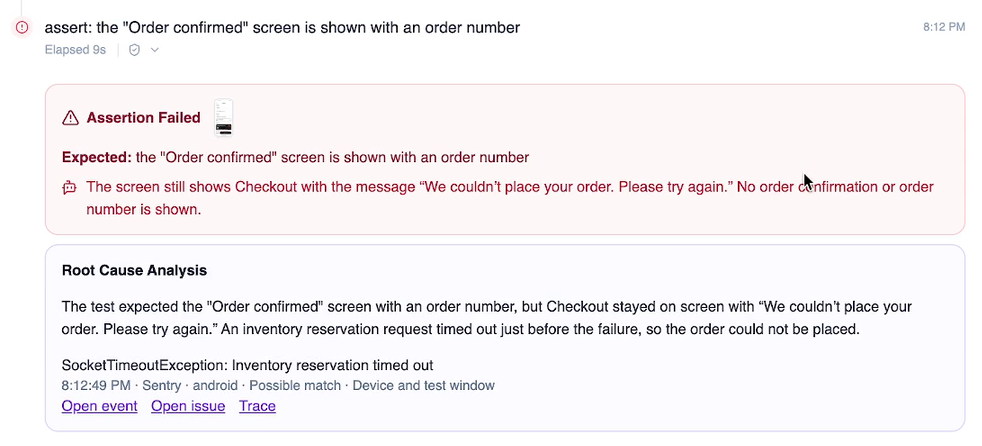 assert: the "Order confirmed" screen is shown with an order number
8:12 PM
Elapsed 9s
Assertion Failed
Expected: the "Order confirmed" screen is shown with an order number
The screen still shows Checkout with the message “We couldn’t place your order. Please try again.” No order confirmation or order
number is shown.
Root Cause Analysis
The test expected the "Order confirmed" screen with an order number, but Checkout stayed on screen with “We couldn’t place your
order. Please try again.” An inventory reservation request timed out just before the failure, so the order could not be placed.
SocketTimeoutException: Inventory reservation timed out
8:12:49 PM · Sentry · android · Possible match · Device and test window
Open event Open issue Trace